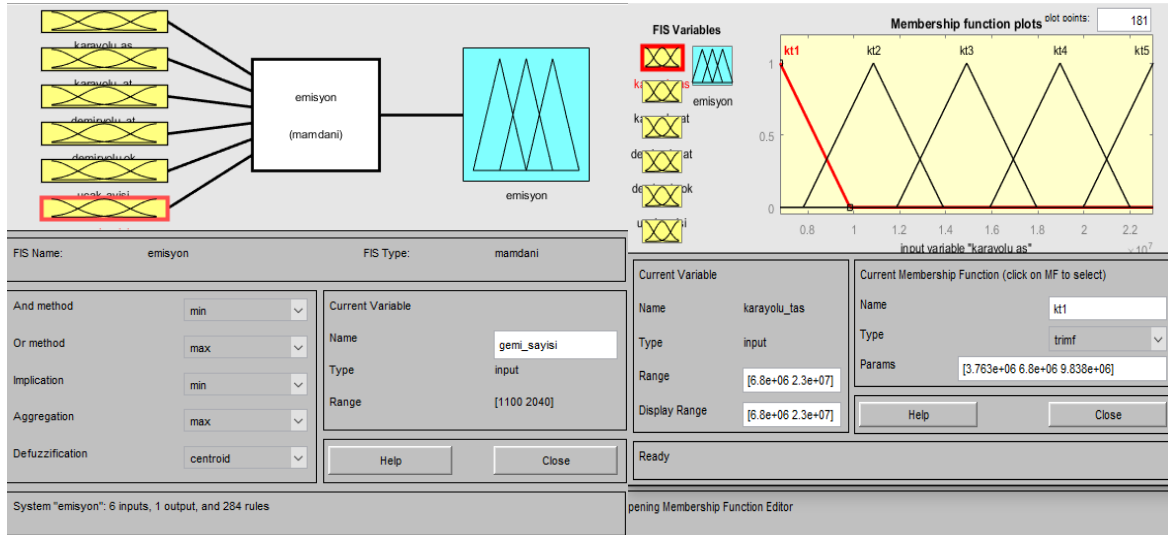 karayolu_as
karayolu_at
demiryolu_at
ucak_ayisi
emisyon
(mamdani)
emisyon
FIS Name:
emisyon
FIS Type:
mamdani
And method
min
Or method
max
Implication
min
Aggregation
max
Defuzzification
centroid
Current Variable
Name
gemi_sayisi
Type
input
Range
[1100 2040]
Help
Close
System "emisyon": 6 inputs, 1 output, and 284 rules
FIS Variables
emisyon
Membership function plots
plot points:
181
kt1
kt2
kt3
kt4
kt5
1
0.5
0
0.8
1
1.2
1.4
1.6
1.8
2
2.2
input variable "karayolu as"
× 10⁷
Current Variable
Name
karayolu_tas
Type
input
Range
[6.8e+06 2.3e+07]
Display Range
[6.8e+06 2.3e+07]
Current Membership Function (click on MF to select)
Name
kt1
Type
trimf
Params
[3.763e+06 6.8e+06 9.838e+06]
Help
Close
Ready
pening Membership Function Editor